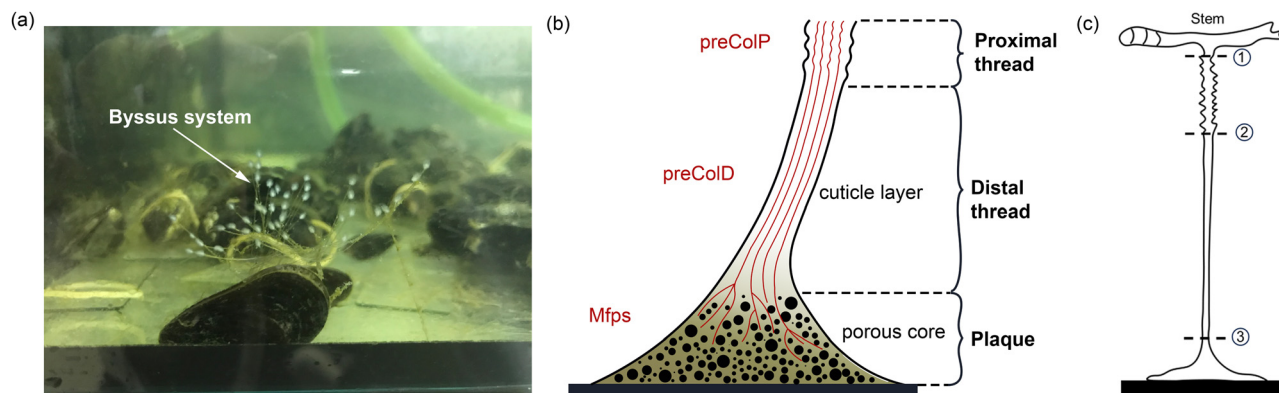 (a)
Byssus system
(b)
preColP
preColD
Mfps
cuticle layer
porous core
Proximal
thread
Distal
thread
Plaque
(c)
Stem
①
②
③